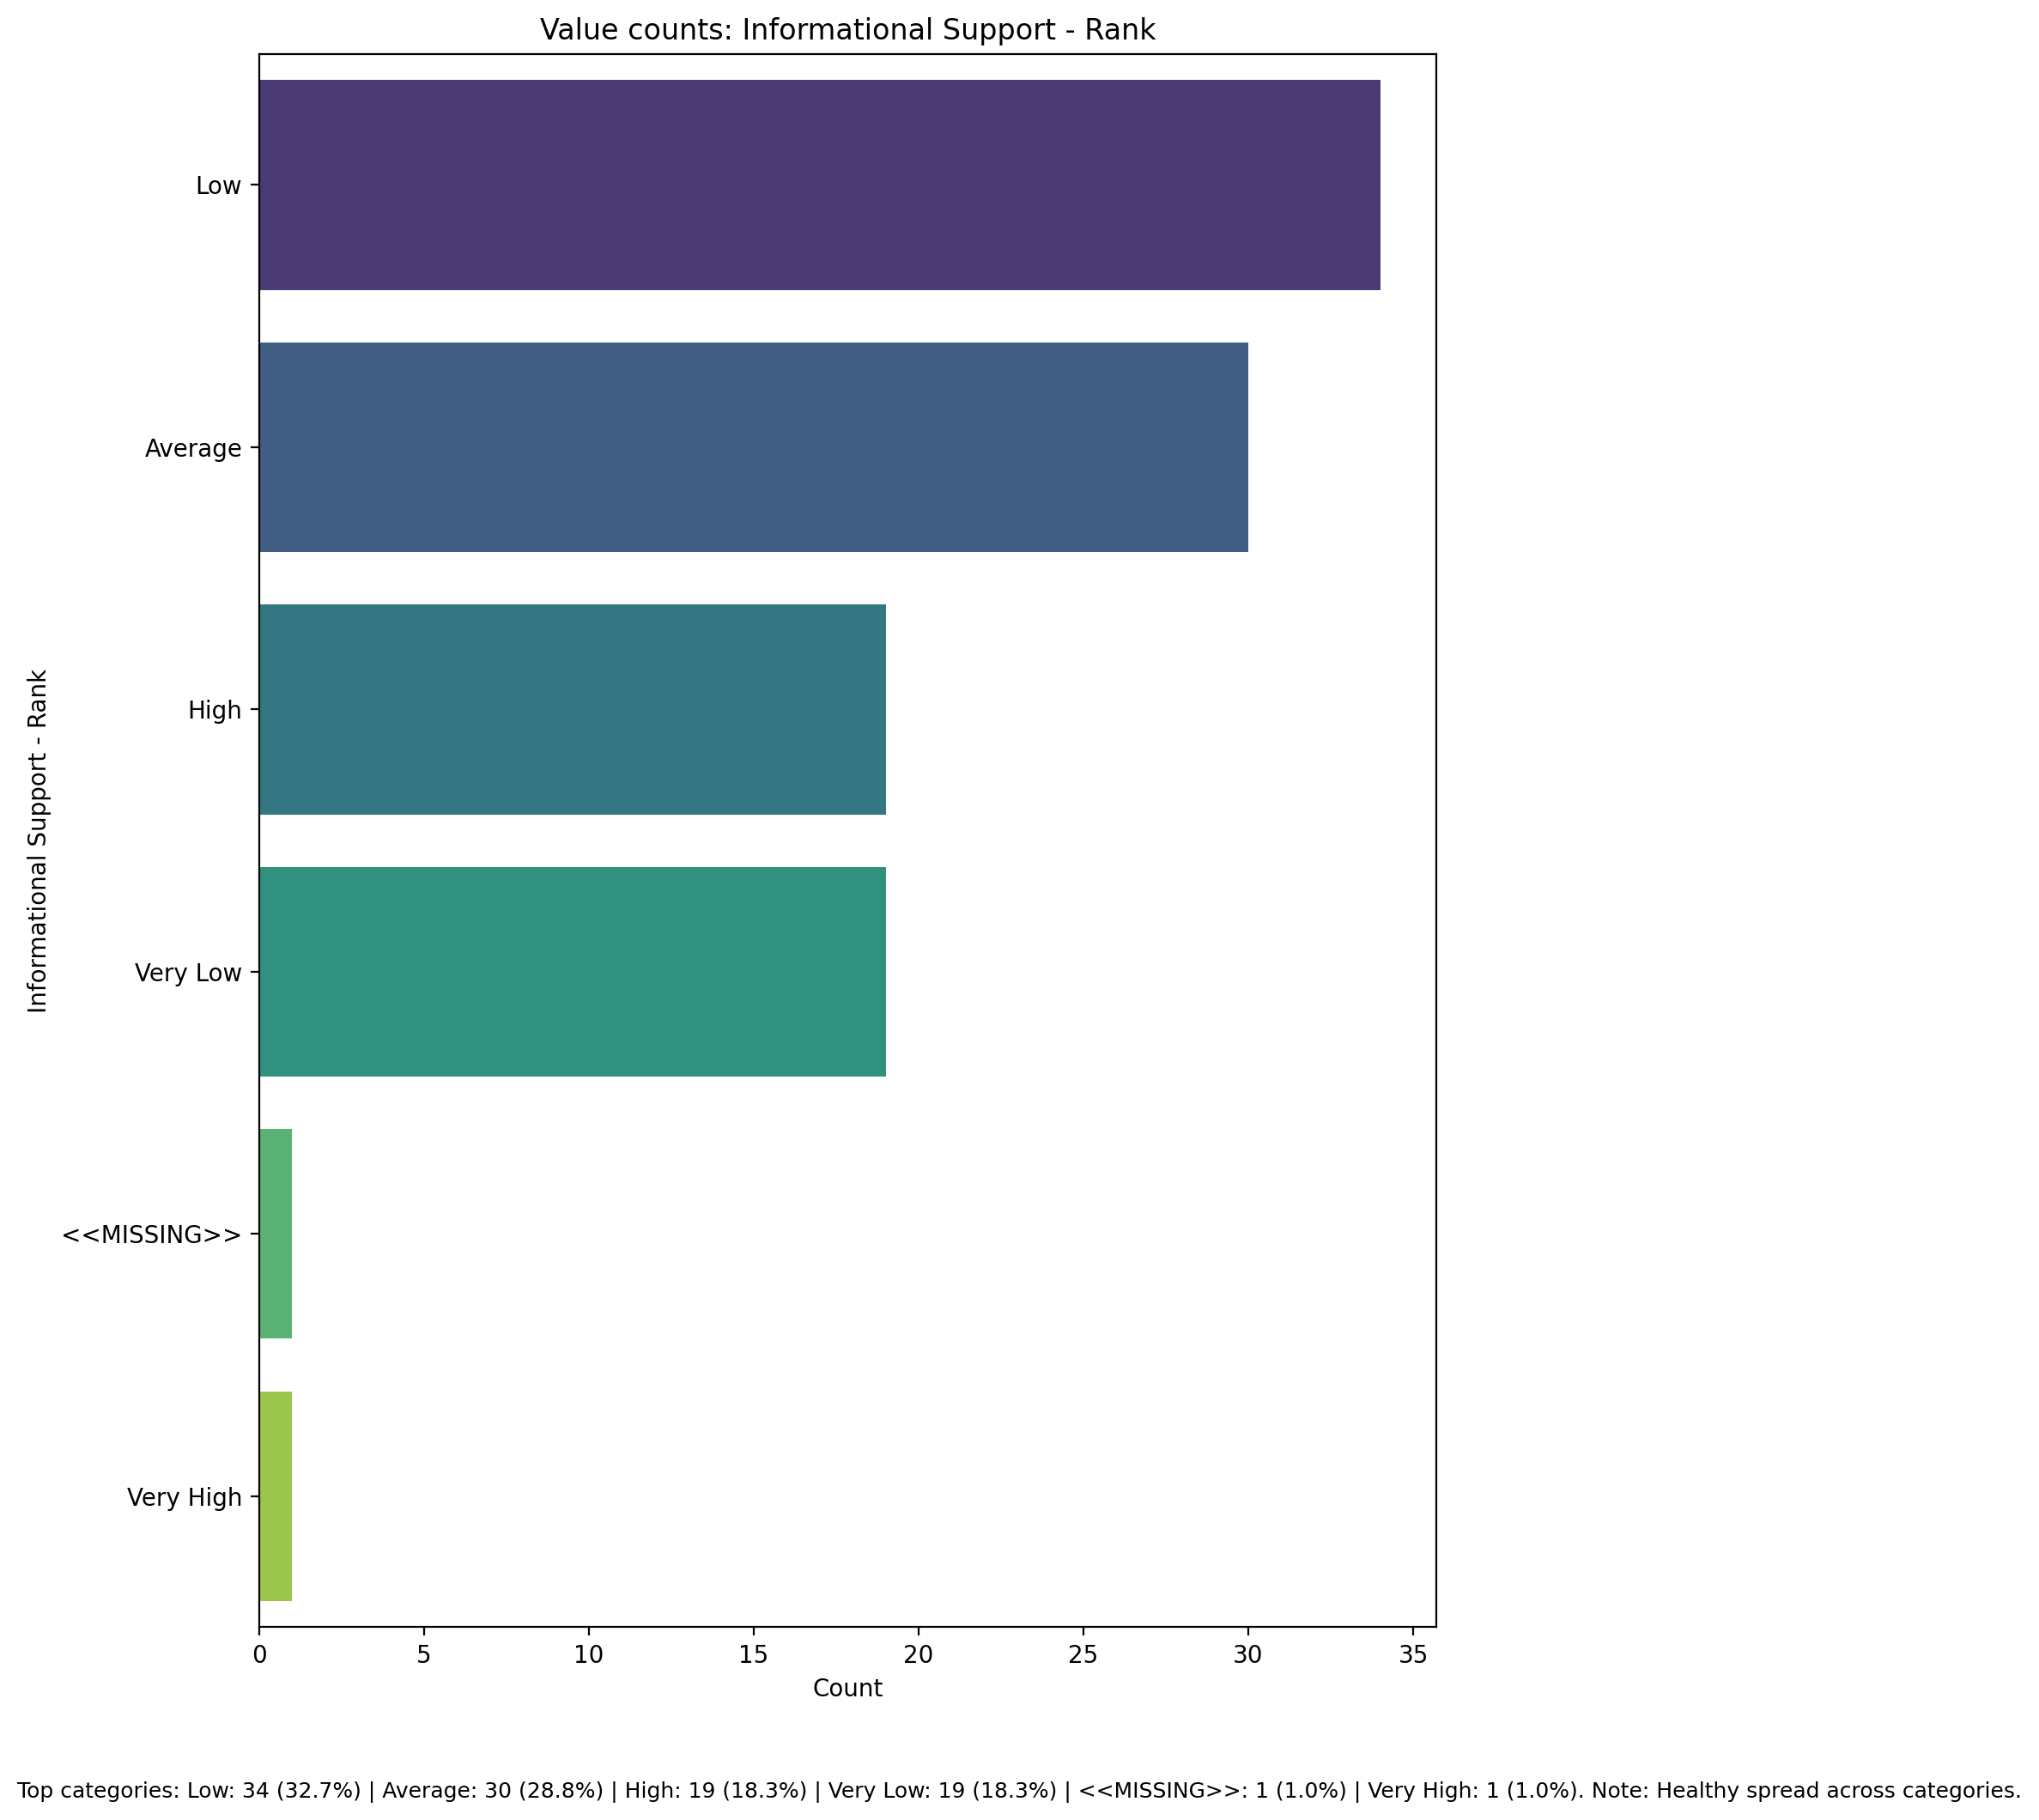 Value counts: Informational Support - Rank
Informational Support - Rank
Low
Average
High
Very Low
<<MISSING>>
Very High
0 5 10 15 20 25 30 35
Count
Top categories: Low: 34 (32.7%) | Average: 30 (28.8%) | High: 19 (18.3%) | Very Low: 19 (18.3%) | <<MISSING>>: 1 (1.0%) | Very High: 1 (1.0%). Note: Healthy spread across categories.